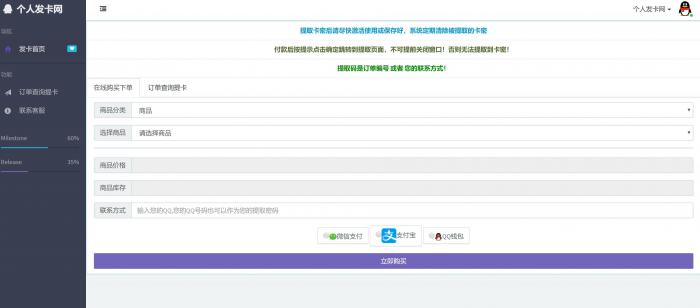 个人发卡网
个人发卡网
导航
发卡首页
功能
订单查询提卡
联系客服
Milestone 60%
Release 35%
提取卡密后请尽快激活使用或保存好，系统定期清除被提取的卡密
付款后按提示点击确定跳转到提取页面，不可提前关闭窗口！否则无法提取到卡密！
提取码是订单编号 或者 您的联系方式！
在线购买下单 订单查询提卡
商品分类 商品
选择商品 请选择商品
商品价格
商品库存
联系方式 输入您的QQ,您的QQ号码也可以作为您的提取密码
微信支付 支付宝 QQ钱包
立即购买